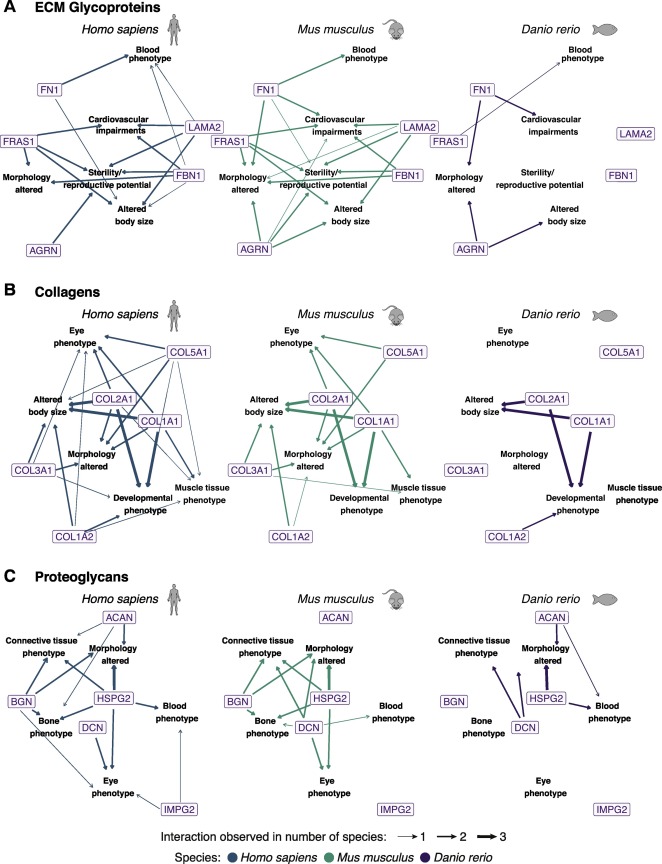 A ECM Glycoproteins
Homo sapiens
Mus musculus
Danio rerio
Blood
phenotype
FN1
Cardiovascular
impairments
LAMA2
FRAS1
Morphology
altered
Sterility/
reproductive potential
FBN1
Altered
body size
AGRN
Blood
phenotype
FN1
Cardiovascular
impairments
LAMA2
FRAS1
Morphology
altered
Sterility/
reproductive potential
FBN1
Altered
body size
AGRN
Blood
phenotype
FN1
Cardiovascular
impairments
LAMA2
FRAS1
Morphology
altered
Sterility/
reproductive potential
FBN1
Altered
body size
AGRN
B Collagens
Homo sapiens
Mus musculus
Danio rerio
Eye
phenotype
COL5A1
Altered
body size
COL2A1
COL1A1
Morphology
altered
COL3A1
Developmental
phenotype
Muscle tissue
phenotype
COL1A2
Eye
phenotype
COL5A1
Altered
body size
COL2A1
COL1A1
Morphology
altered
COL3A1
Developmental
phenotype
Muscle tissue
phenotype
COL1A2
Eye
phenotype
COL5A1
Altered
body size
COL2A1
COL1A1
Morphology
altered
COL3A1
Developmental
phenotype
Muscle tissue
phenotype
COL1A2
C Proteoglycans
Homo sapiens
Mus musculus
Danio rerio
ACAN
Connective tissue
phenotype
Morphology
altered
BGN
HSPG2
Bone
phenotype
DCN
Blood
phenotype
Eye
phenotype
IMPG2
ACAN
Connective tissue
phenotype
Morphology
altered
BGN
HSPG2
Bone
phenotype
DCN
Blood
phenotype
Eye
phenotype
IMPG2
ACAN
Connective tissue
phenotype
Morphology
altered
BGN
HSPG2
Bone
phenotype
DCN
Blood
phenotype
Eye
phenotype
IMPG2
Interaction observed in number of species: 1 2 3
Species: Homo sapiens Mus musculus Danio rerio